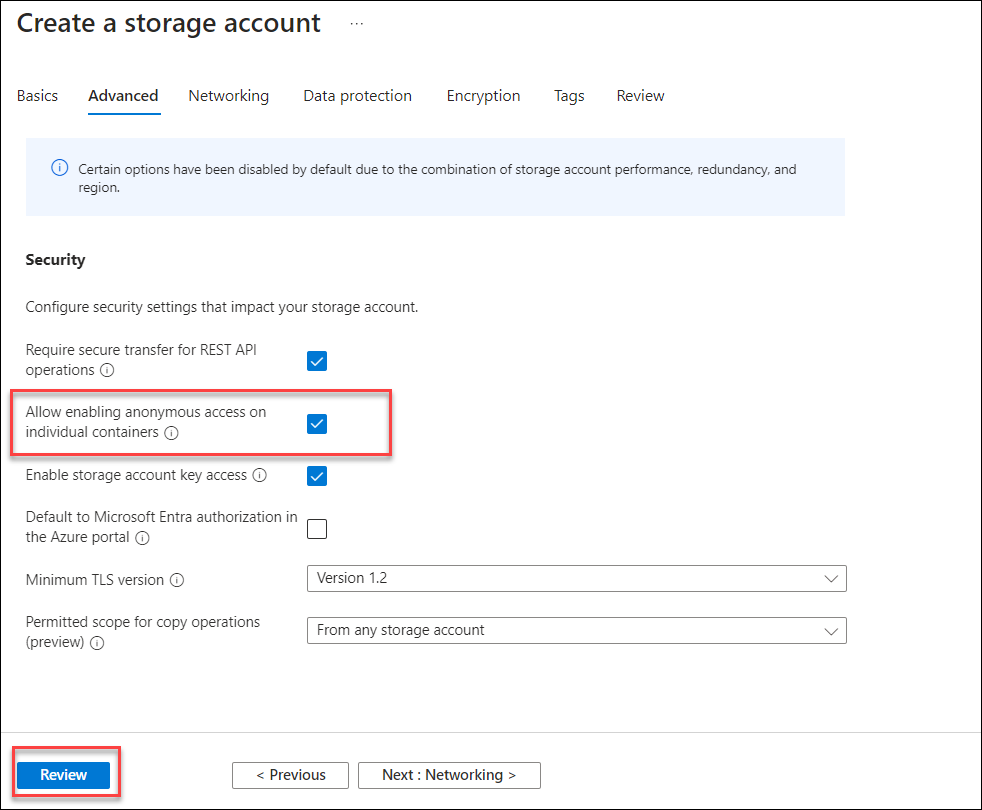 Create a storage account ...
Basics Advanced Networking Data protection Encryption Tags Review
Certain options have been disabled by default due to the combination of storage account performance, redundancy, and
region.
Security
Configure security settings that impact your storage account.
Require secure transfer for REST API
operations
Allow enabling anonymous access on
individual containers
Enable storage account key access
Default to Microsoft Entra authorization in
the Azure portal
Minimum TLS version Version 1.2
Permitted scope for copy operations
(preview)
From any storage account
Review < Previous Next : Networking >